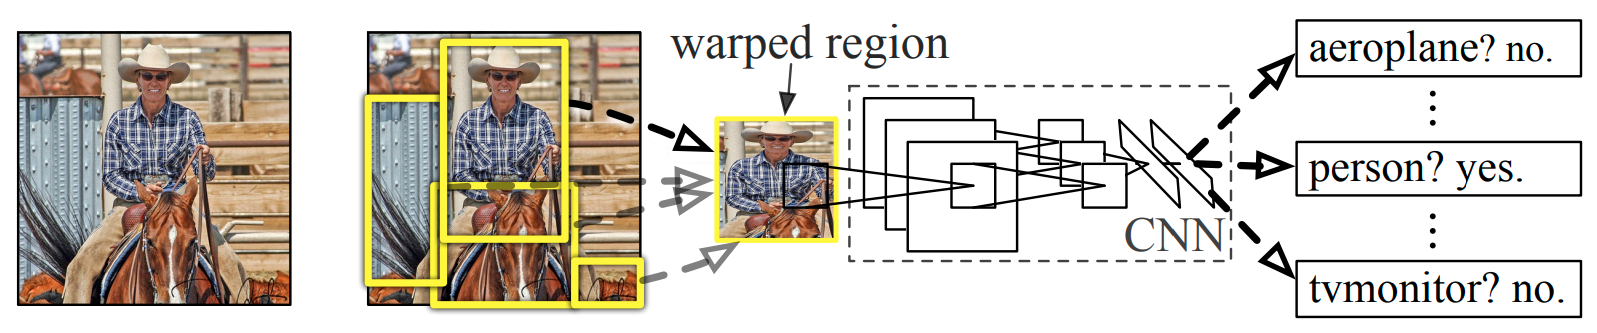 warped region
aeroplane? no.
person? yes.
CNN
tvmonitor? no.